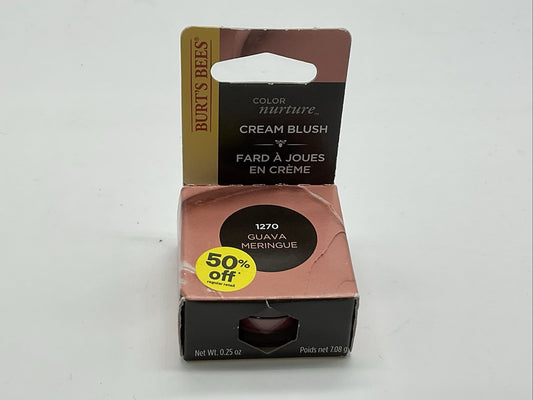 BURT'S BEES®
COLOR
nurture™
CREAM BLUSH
FARD À JOUES
EN CRÈME
1270
GUAVA
MERINGUE
50%
off*
regular retail
Net Wt. 0.25 oz
Poids net 7.08 g